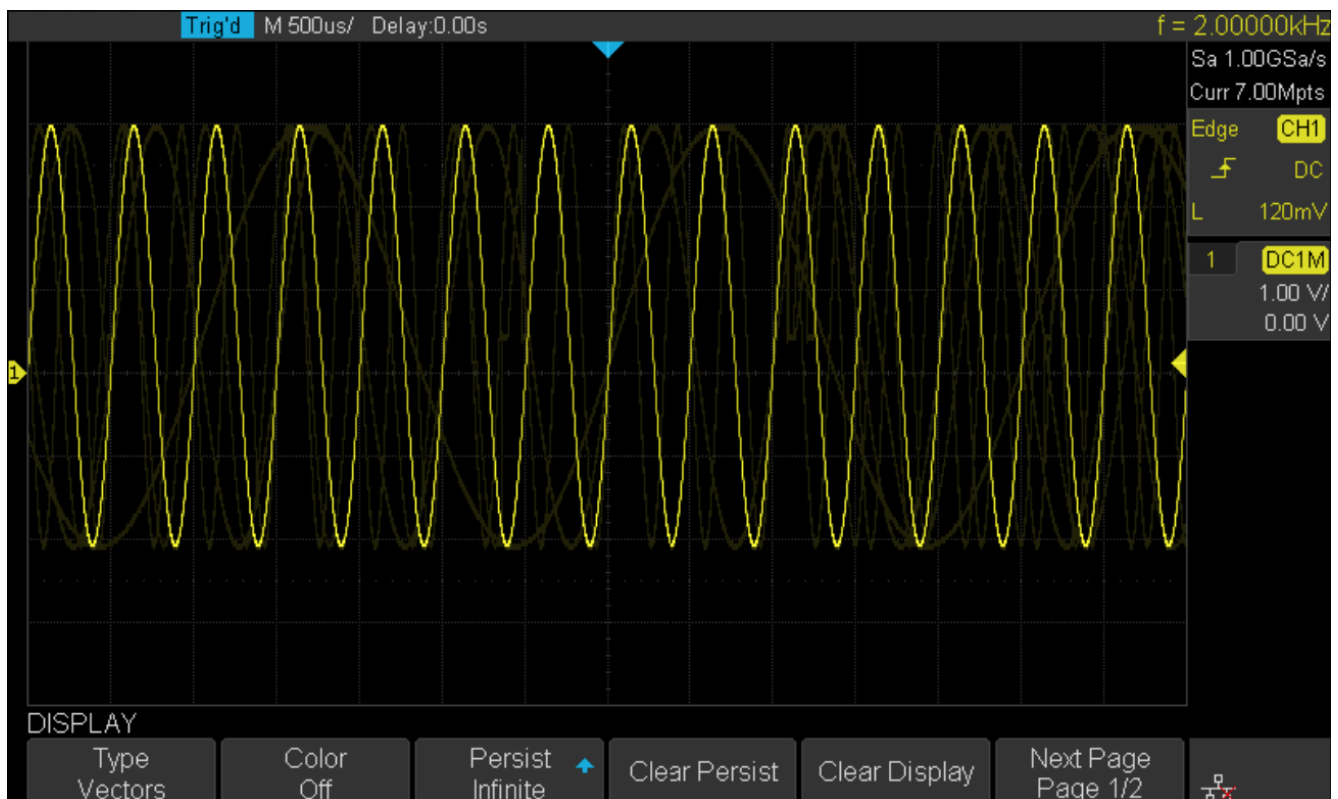 Trig'd M 500us/ Delay:0.00s f = 2.00000kHz
Sa 1.00GSa/s
Curr 7.00Mpts
Edge CH1
DC
L 120mV
1 DC1M
1.00 V/
0.00 V
1
DISPLAY
Type
Vectors
Color
Off
Persist
Infinite
Clear Persist
Clear Display
Next Page
Page 1/2